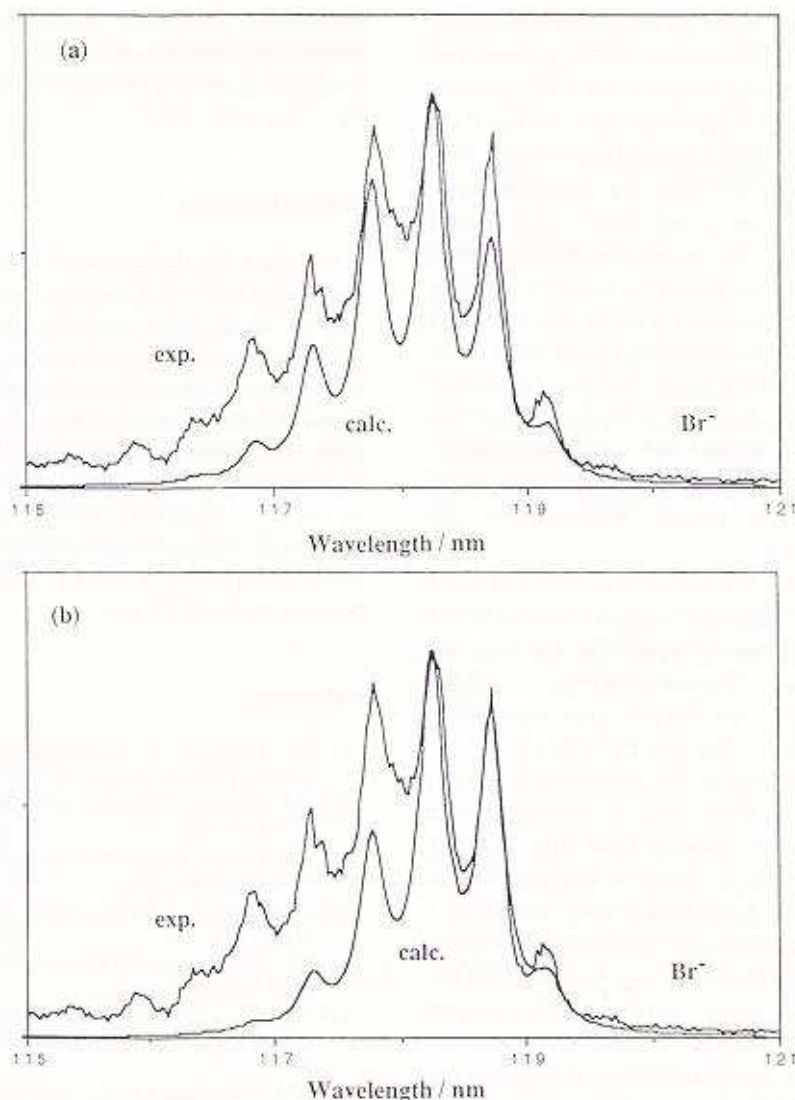 (a)
exp.
calc.
Br⁻
115 117 119 121
Wavelength / nm
(b)
exp.
calc.
Br⁻
115 117 119 121
Wavelength / nm